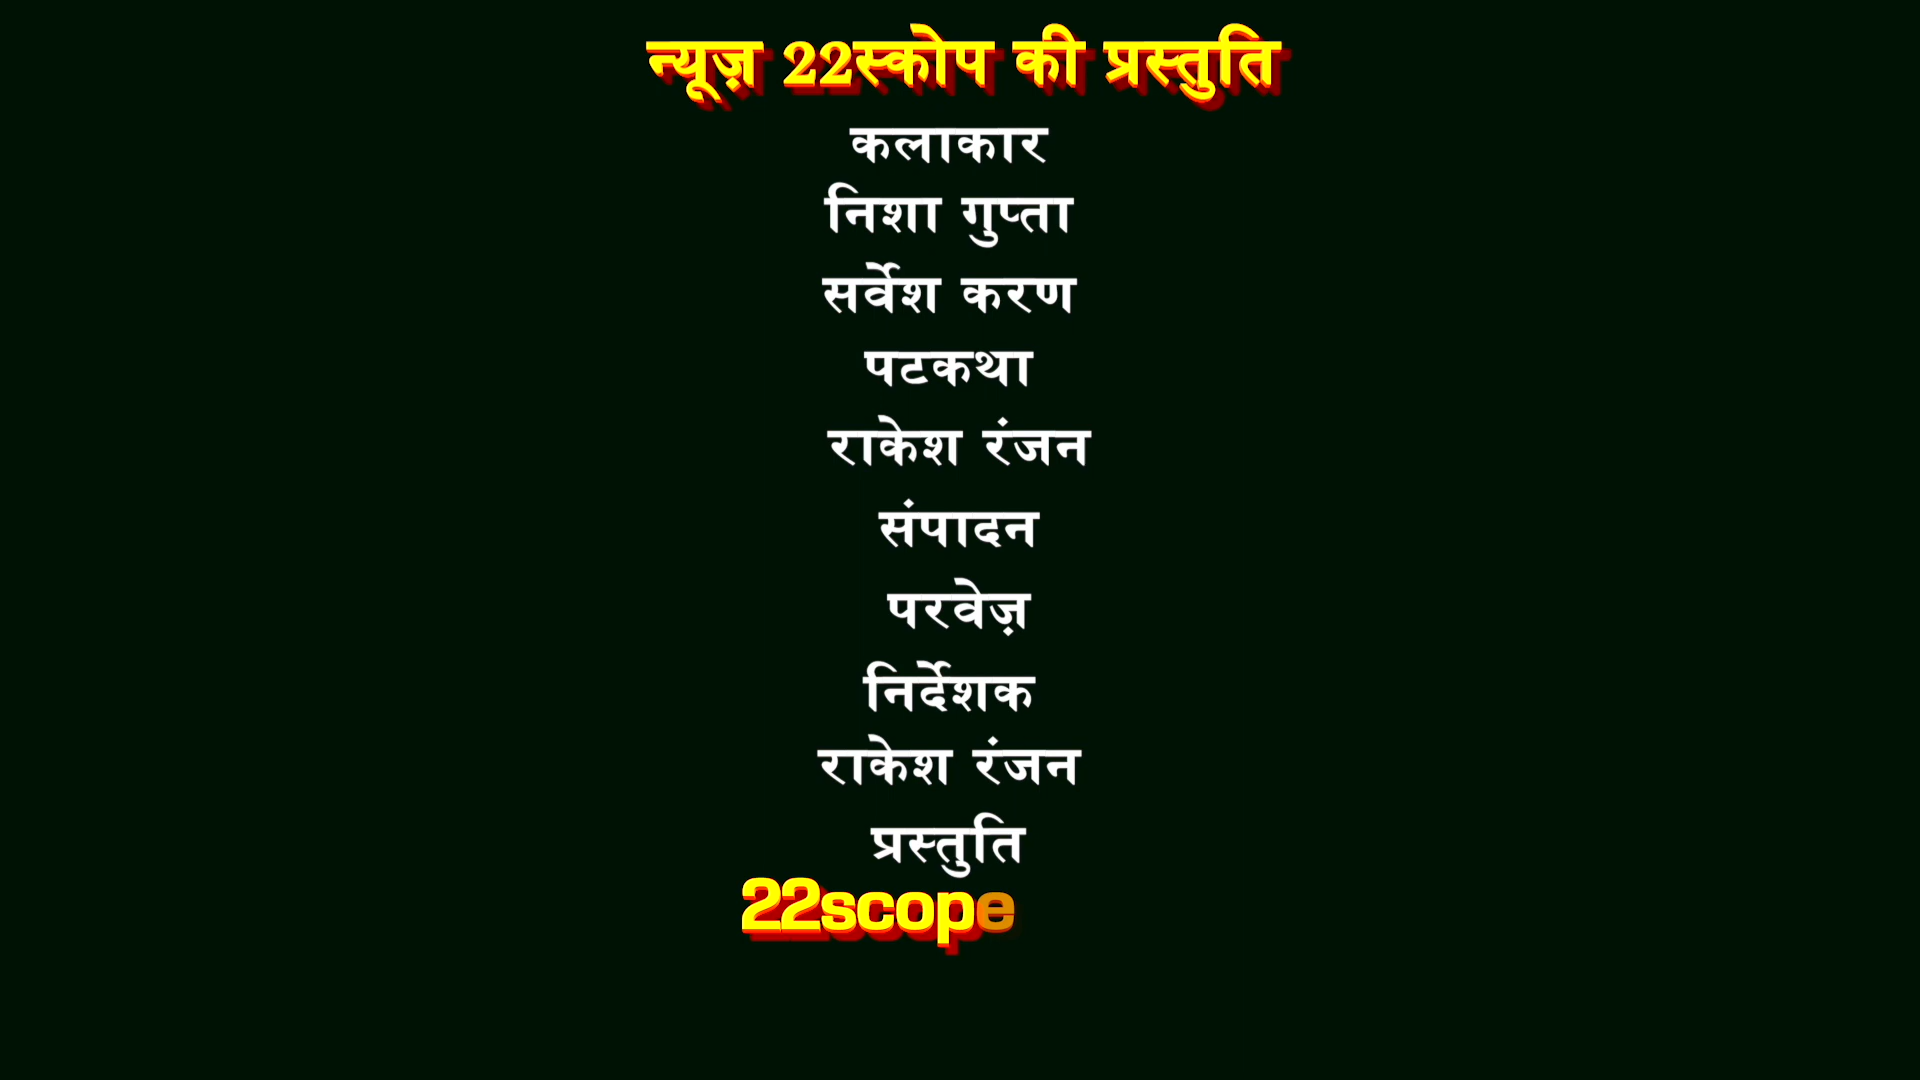 न्यूज़ 22स्कोप की प्रस्तुति
कलाकार
निशा गुप्ता
सर्वेश करण
पटकथा
राकेश रंजन
संपादन
परवेज़
निर्देशक
राकेश रंजन
प्रस्तुति
22scope